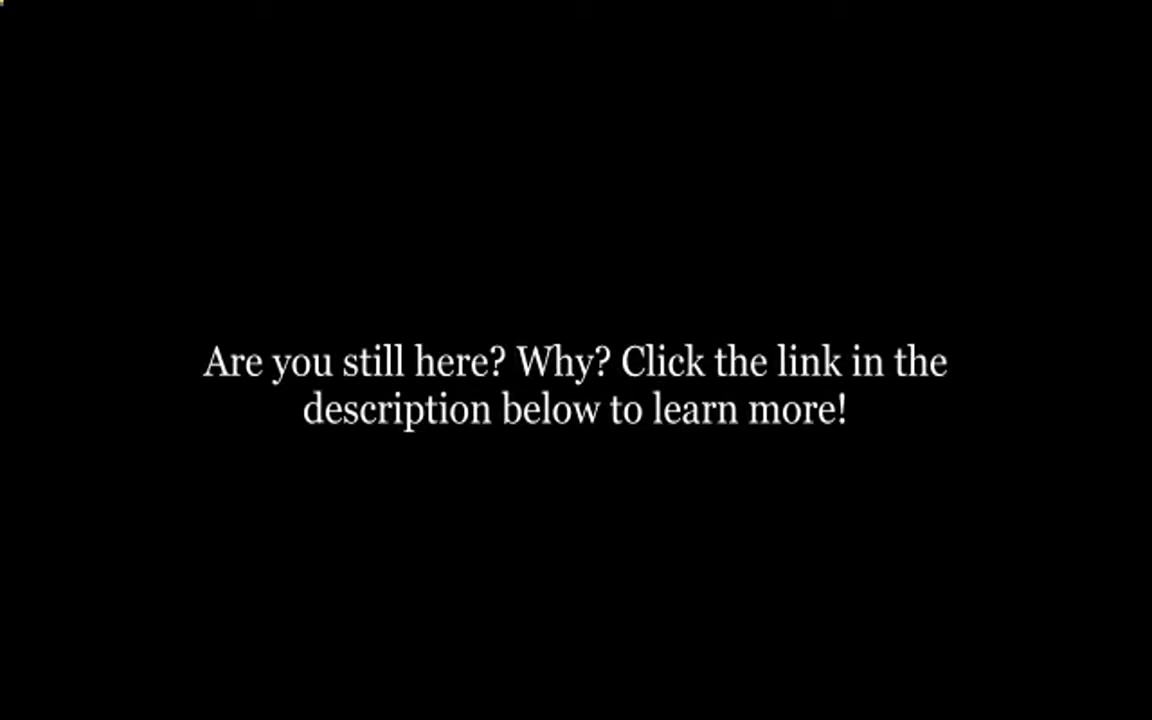 Are you still here? Why? Click the link in the
description below to learn more!